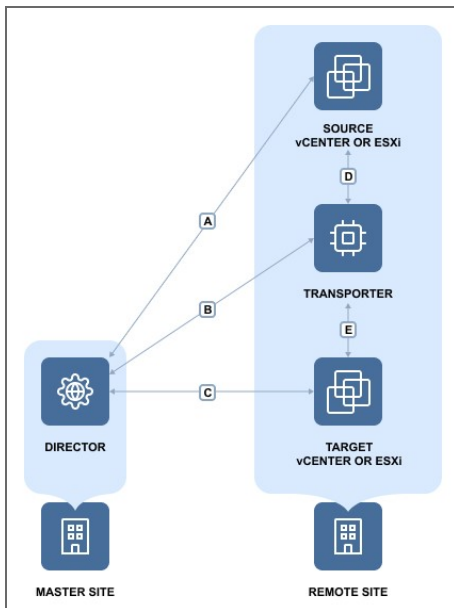 SOURCE
vCENTER OR ESXi
D
A
TRANSPORTER
B
E
C
DIRECTOR
TARGET
vCENTER OR ESXi
MASTER SITE
REMOTE SITE